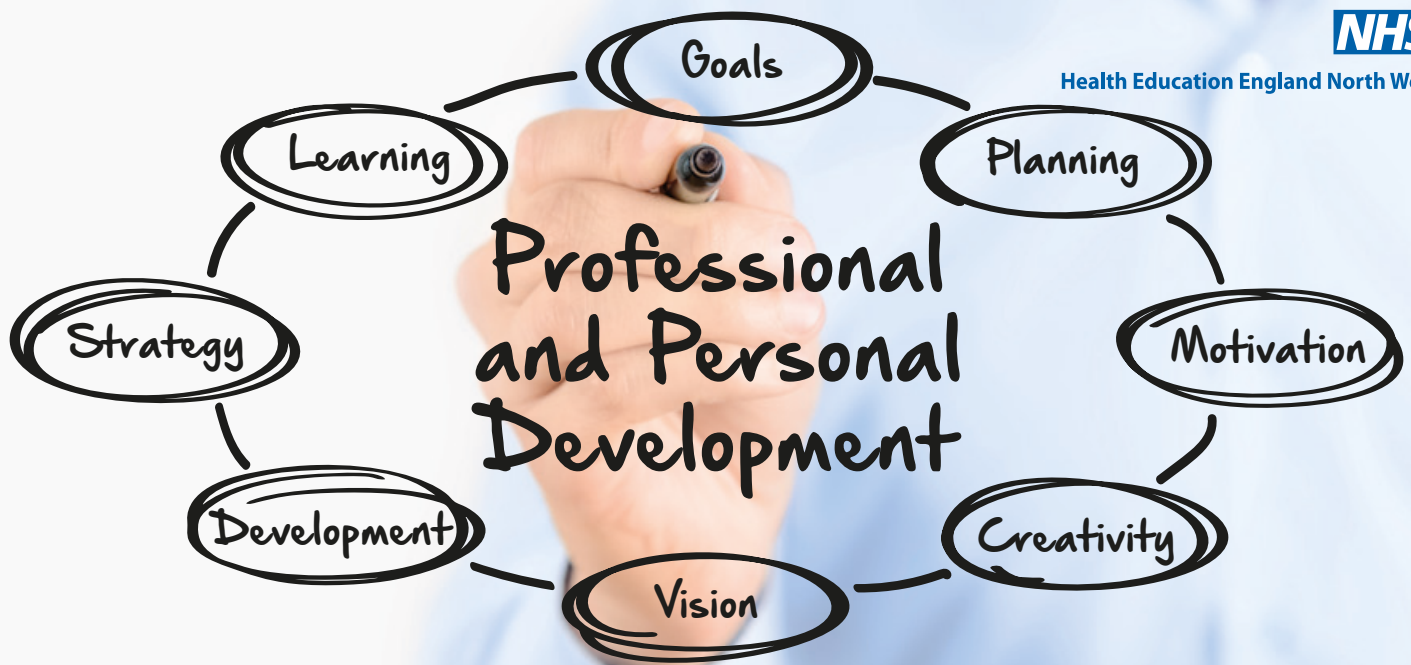 NHS
Health Education England North We
Goals
Learning
Planning
Professional
and Personal
Development
Strategy
Motivation
Development
Creativity
Vision